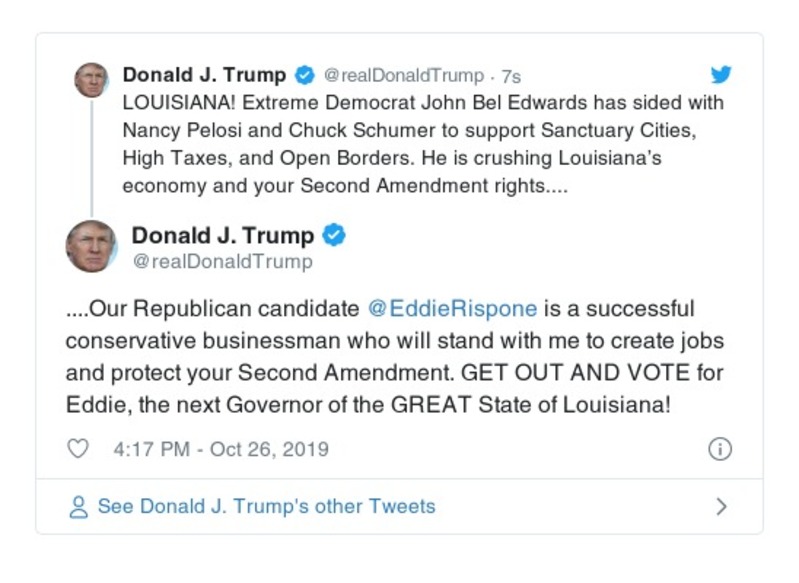 Donald J. Trump @realDonaldTrump · 7s
LOUISIANA! Extreme Democrat John Bel Edwards has sided with
Nancy Pelosi and Chuck Schumer to support Sanctuary Cities,
High Taxes, and Open Borders. He is crushing Louisiana's
economy and your Second Amendment rights....
Donald J. Trump
@realDonaldTrump
....Our Republican candidate @EddieRispone is a successful
conservative businessman who will stand with me to create jobs
and protect your Second Amendment. GET OUT AND VOTE for
Eddie, the next Governor of the GREAT State of Louisiana!
4:17 PM - Oct 26, 2019
See Donald J. Trump's other Tweets